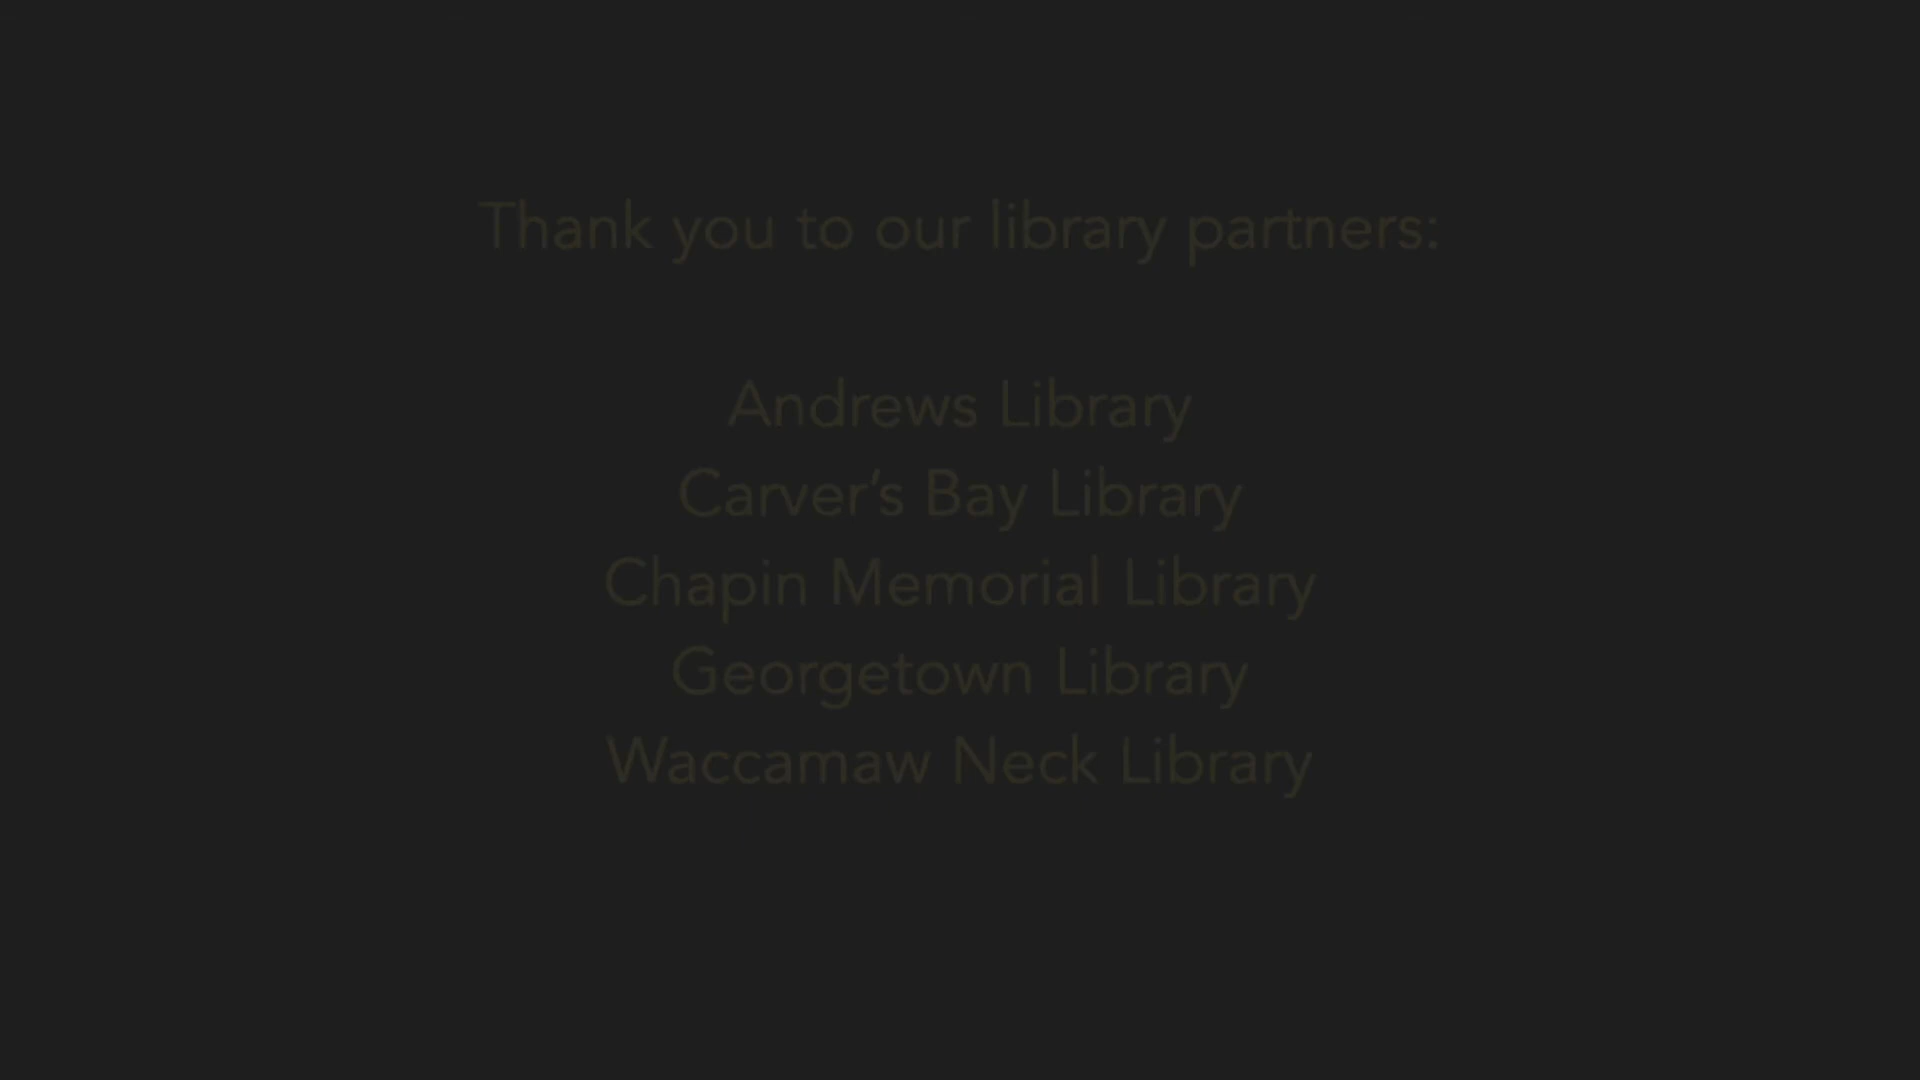 Thank you to our library partners:
Andrews Library
Carver’s Bay Library
Chapin Memorial Library
Georgetown Library
Waccamaw Neck Library